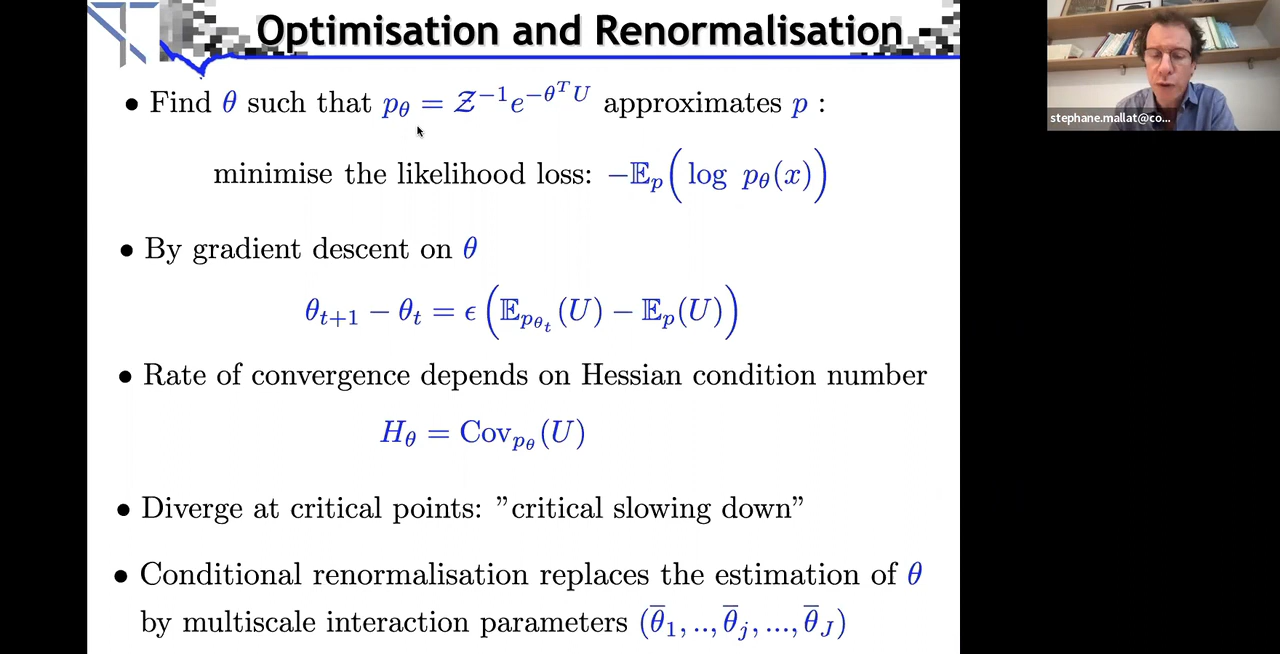 Optimisation and Renormalisation -
• Find θ such that p_θ = Z^{-1} e^{-θ^T U} approximates p :
minimise the likelihood loss: −𝔼_p( log p_θ(x))
• By gradient descent on θ
θ_{t+1} − θ_t = ϵ( 𝔼_{p_{θ_t}}(U) − 𝔼_p(U))
• Rate of convergence depends on Hessian condition number
H_θ = Cov_{p_θ}(U)
• Diverge at critical points: ”critical slowing down”
• Conditional renormalisation replaces the estimation of θ
by multiscale interaction parameters (θ̅_1, .., θ̅_j, ..., θ̅_J)
stephane.mallat@co...